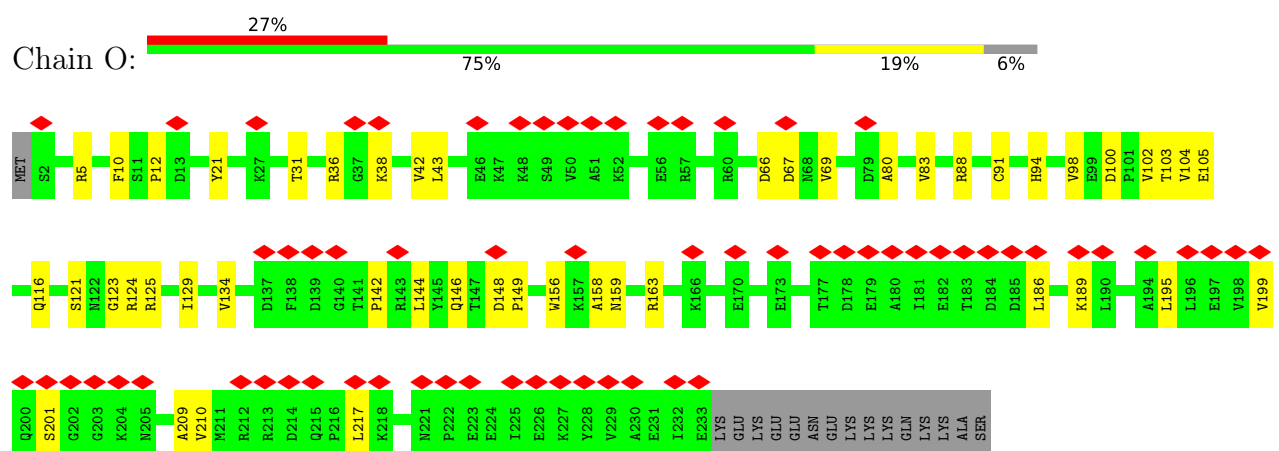 27%
Chain O:
75% 19% 6%
MET S2 R5 F10 S11 P12 D13 Y21 K27 T31 R36 G37 K38 V42 L43 E46 K47 K48 S49 V50 A51 K52 E56 R57 R60 D66 D67 N68 V69 D79 A80 V83 R88 C91 H94 V98 E99 D100 P101 V102 T103 V104 E105
Q116 S121 N122 G123 R124 R125 I129 V134 D137 F138 D139 G140 T141 P142 R143 L144 Y145 Q146 T147 D148 P149 W156 K157 A158 N159 R163 K166 E170 E173 T177 D178 E179 A180 I181 E182 T183 D184 D185 L186 K189 L190 A194 L195 L196 E197 V198 V199
Q200 S201 G202 G203 K204 N205 A209 V210 M211 R212 R213 D214 Q215 P216 L217 K218 N221 P222 E223 E224 I225 E226 K227 Y228 V229 A230 E231 I232 E233 LYS GLU LYS GLU GLU ASN GLU LYS LYS LYS GLN LYS LYS ALA SER